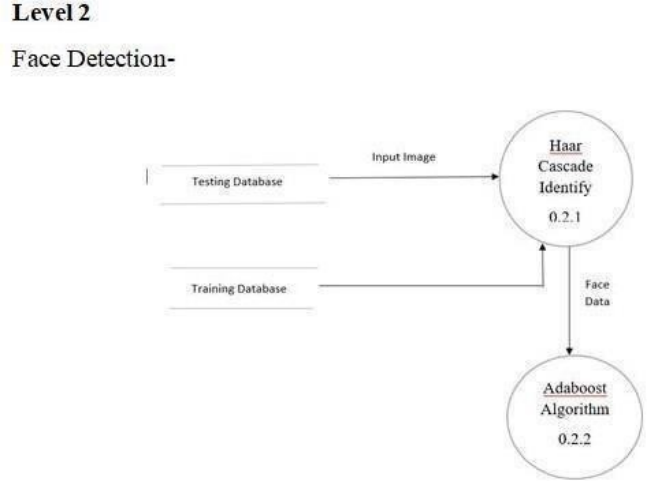 Level 2
Face Detection-
Input Image
Testing Database
Haar
Cascade
Identify
0.2.1
Training Database
Face
Data
Adaboost
Algorithm
0.2.2